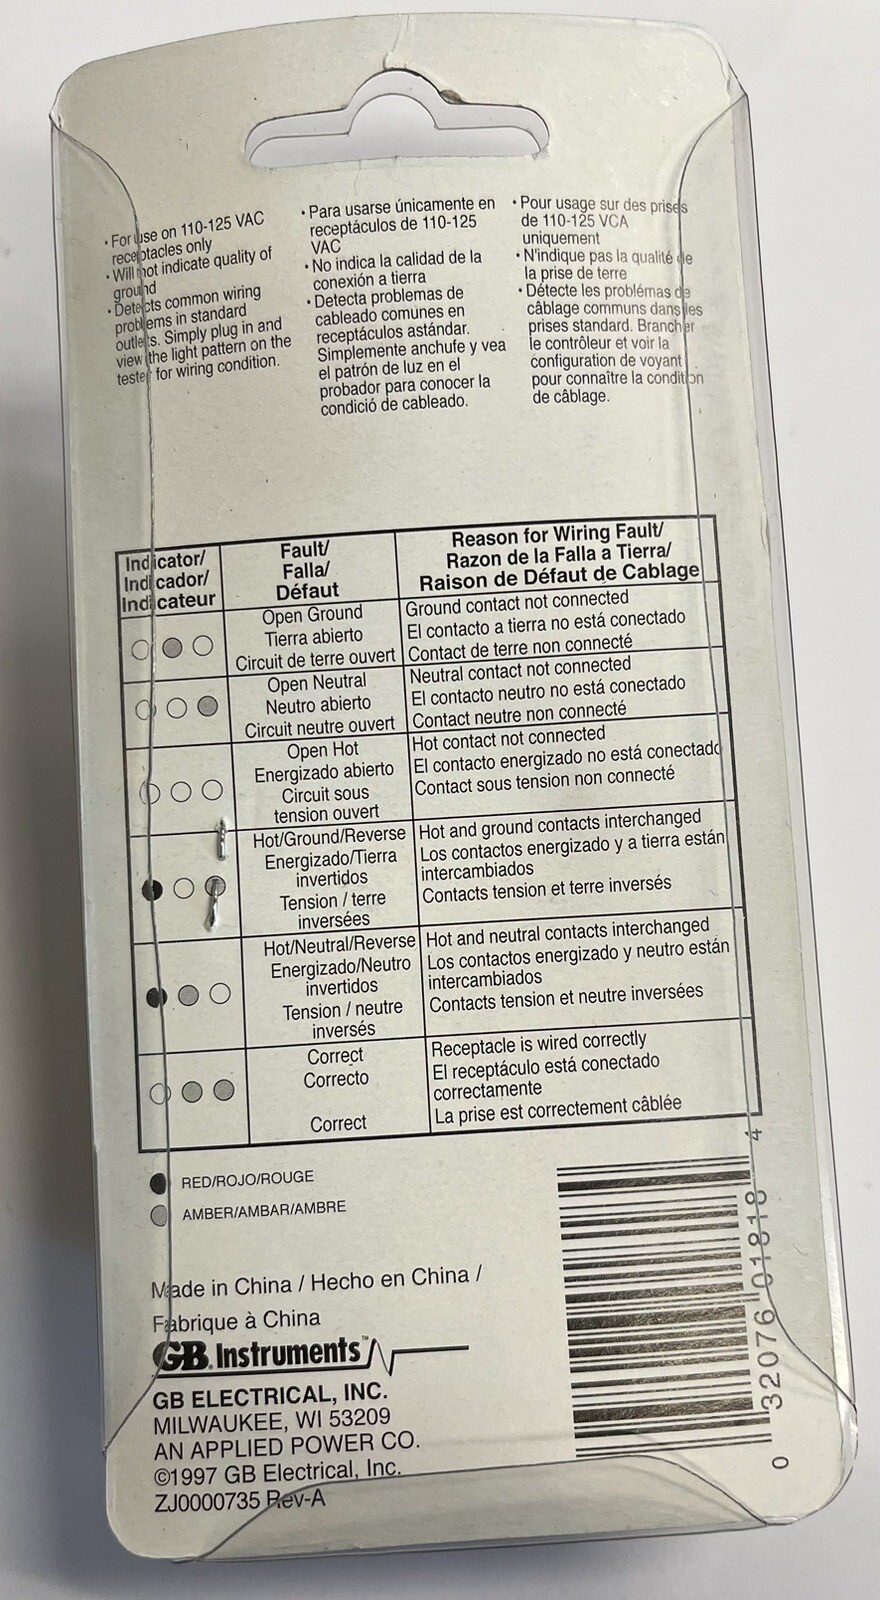 • For use on 110-125 VAC
receptacles only
• Will not indicate quality of
ground
• Detects common wiring
problems in standard
outlets. Simply plug in and
view the light pattern on the
tester for wiring condition.
• Para usarse únicamente en
receptáculos de 110-125
VAC
• No indica la calidad de la
conexión a tierra
• Detecta problemas de
cableado comunes en
receptáculos astándar.
Simplemente anchufe y vea
el patrón de luz en el
probador para conocer la
condició de cableado.
• Pour usage sur des prises
de 110-125 VCA
uniquement
• N'indique pas la qualité de
la prise de terre
• Détecte les problémas de
câblage communs dans les
prises standard. Brancher
le contrôleur et voir la
configuration de voyant
pour connaître la condition
de câblage.
Indicator/
Indicador/
Indicateur
Fault/
Falla/
Défaut
Reason for Wiring Fault/
Razon de la Falla a Tierra/
Raison de Défaut de Cablage
Open Ground
Tierra abierto
Circuit de terre ouvert
Ground contact not connected
El contacto a tierra no está conectado
Contact de terre non connecté
Open Neutral
Neutro abierto
Circuit neutre ouvert
Neutral contact not connected
El contacto neutro no está conectado
Contact neutre non connecté
Open Hot
Energizado abierto
Circuit sous
tension ouvert
Hot contact not connected
El contacto energizado no está conectado
Contact sous tension non connecté
Hot/Ground/Reverse
Energizado/Tierra
invertidos
Tension / terre
inversées
Hot and ground contacts interchanged
Los contactos energizado y a tierra están
intercambiados
Contacts tension et terre inversés
Hot/Neutral/Reverse
Energizado/Neutro
invertidos
Tension / neutre
inversés
Hot and neutral contacts interchanged
Los contactos energizado y neutro están
intercambiados
Contacts tension et neutre inversées
Correct
Correcto
Correct
Receptacle is wired correctly
El receptáculo está conectado
correctamente
La prise est correctement câblée
RED/ROJO/ROUGE
AMBER/AMBAR/AMBRE
Made in China / Hecho en China /
Fabrique à China
GB Instruments™
GB ELECTRICAL, INC.
MILWAUKEE, WI 53209
AN APPLIED POWER CO.
©1997 GB Electrical, Inc.
ZJ0000735 Rev-A
0 32076 01818 4